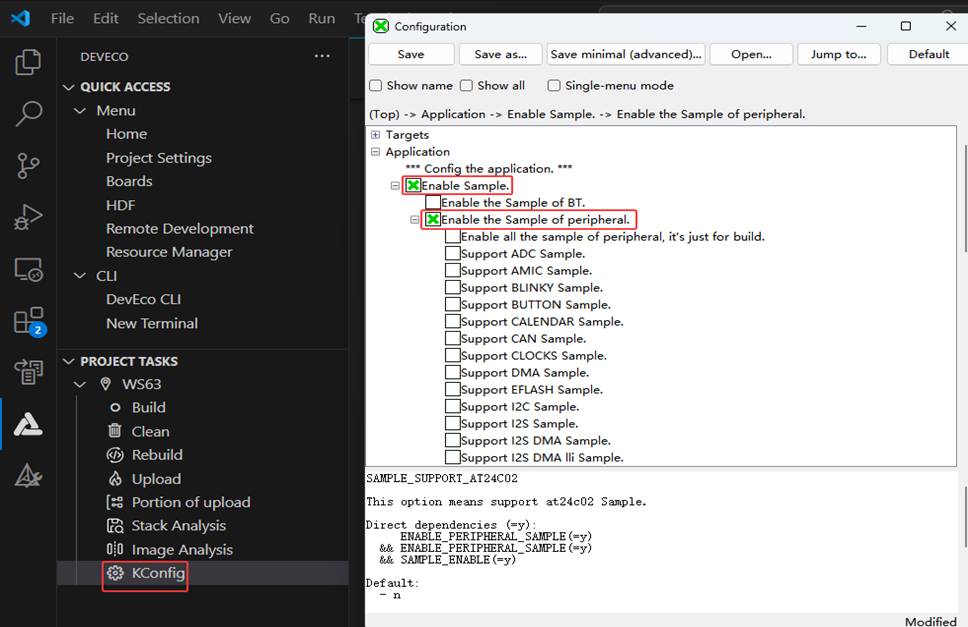 File Edit Selection View Go Run
DEVECO
QUICK ACCESS
Menu
Home
Project Settings
Boards
HDF
Remote Development
Resource Manager
CLI
DevEco CLI
New Terminal
2
PROJECT TASKS
WS63
Build
Clean
Rebuild
Upload
Portion of upload
Stack Analysis
Image Analysis
KConfig
Configuration
Save Save as... Save minimal (advanced)... Open... Jump to... Default
Show name Show all Single-menu mode
(Top) -> Application -> Enable Sample. -> Enable the Sample of peripheral.
Targets
Application
*** Config the application. ***
Enable Sample.
Enable the Sample of BT.
Enable the Sample of peripheral.
Enable all the sample of peripheral, it's just for build.
Support ADC Sample.
Support AMIC Sample.
Support BLINKY Sample.
Support BUTTON Sample.
Support CALENDAR Sample.
Support CAN Sample.
Support CLOCKS Sample.
Support DMA Sample.
Support EFLASH Sample.
Support I2C Sample.
Support I2S Sample.
Support I2S DMA Sample.
Support I2S DMA lli Sample.
SAMPLE_SUPPORT_AT24C02
This option means support at24c02 Sample.
Direct dependencies (=y):
ENABLE_PERIPHERAL_SAMPLE(=y)
&& ENABLE_PERIPHERAL_SAMPLE(=y)
&& SAMPLE_ENABLE(=y)
Default:
- n
Modified